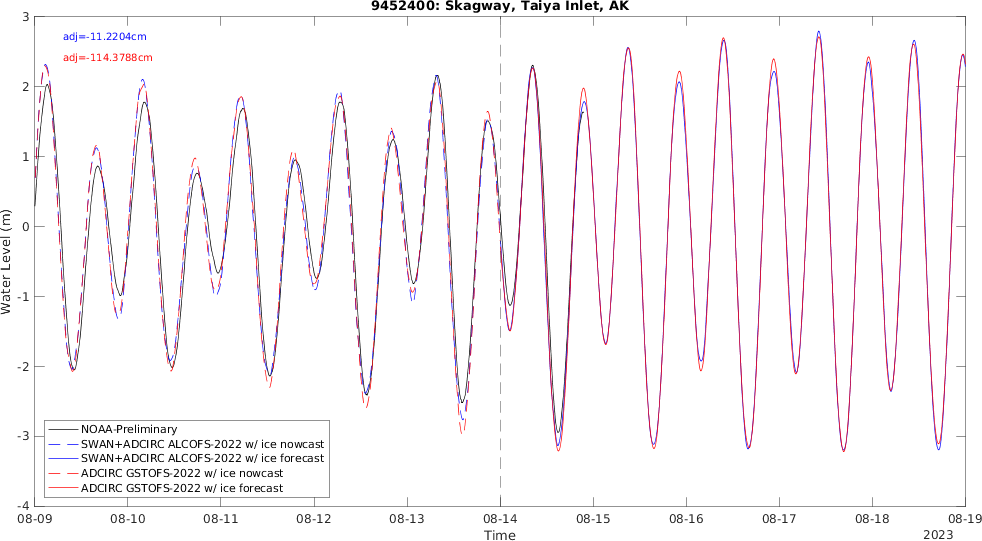 9452400: Skagway, Taiya Inlet, AK
adj=-11.2204cm
adj=-114.3788cm
3
2
1
0
-1
-2
-3
-4
Water Level (m)
NOAA-Preliminary
SWAN+ADCIRC ALCOFS-2022 w/ ice nowcast
SWAN+ADCIRC ALCOFS-2022 w/ ice forecast
ADCIRC GSTOFS-2022 w/ ice nowcast
ADCIRC GSTOFS-2022 w/ ice forecast
08-09 08-10 08-11 08-12 08-13 08-14 08-15 08-16 08-17 08-18 08-19
Time
2023